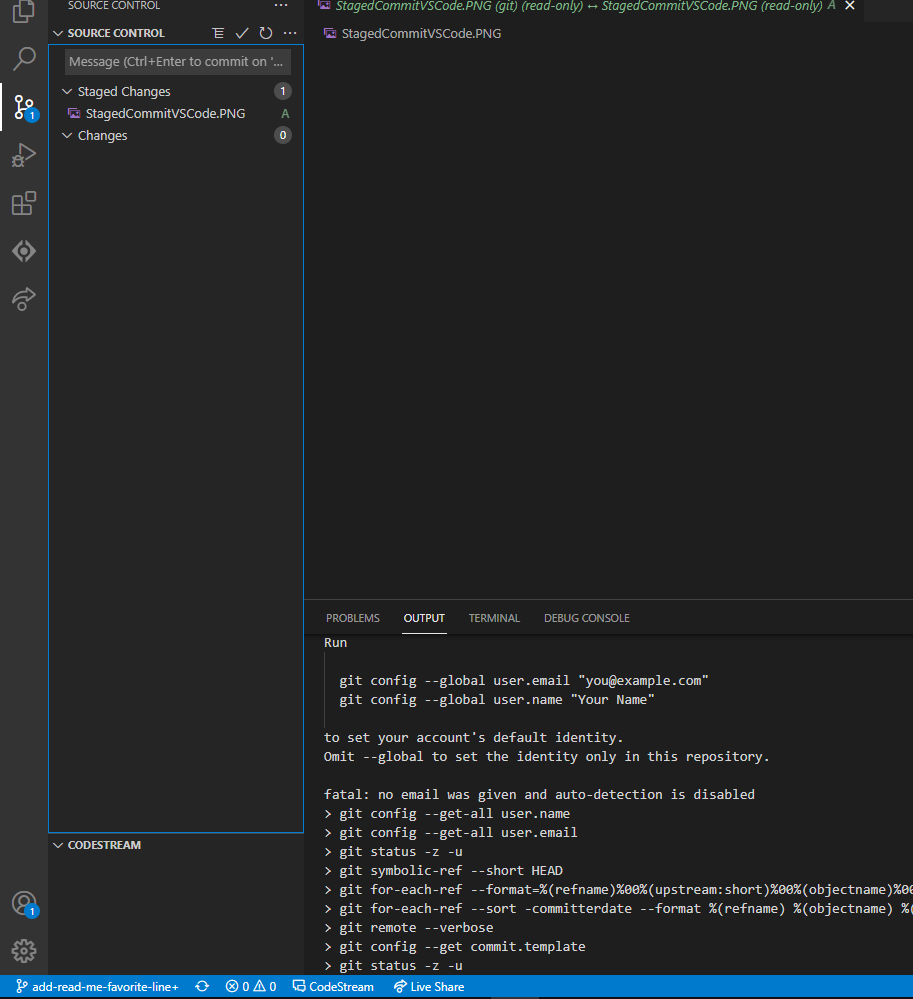 SOURCE CONTROL ···
SOURCE CONTROL ···
Message (Ctrl+Enter to commit on '...
Staged Changes 1
StagedCommitVSCode.PNG A
Changes 0
1
CODESTREAM
1
StagedCommitVSCode.PNG (git) (read-only) ↔ StagedCommitVSCode.PNG (read-only) A
StagedCommitVSCode.PNG
PROBLEMS OUTPUT TERMINAL DEBUG CONSOLE
Run
git config --global user.email "you@example.com"
git config --global user.name "Your Name"
to set your account's default identity.
Omit --global to set the identity only in this repository.
fatal: no email was given and auto-detection is disabled
> git config --get-all user.name
> git config --get-all user.email
> git status -z -u
> git symbolic-ref --short HEAD
> git for-each-ref --format=%(refname)%00%(upstream:short)%00%(objectname)%00
> git for-each-ref --sort -committerdate --format %(refname) %(objectname) %(
> git remote --verbose
> git config --get commit.template
> git status -z -u
add-read-me-favorite-line+ 0 0 CodeStream Live Share